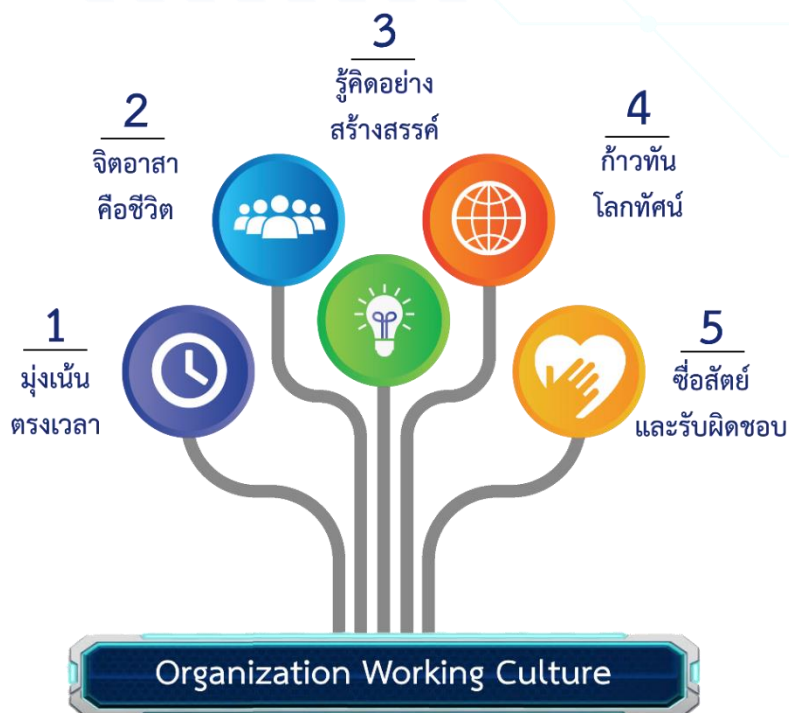 1
มุ่งเน้น
ตรงเวลา
2
จิตอาสา
คือชีวิต
3
รู้คิดอย่าง
สร้างสรรค์
4
ก้าวทัน
โลกทัศน์
5
ซื่อสัตย์
และรับผิดชอบ
Organization Working Culture